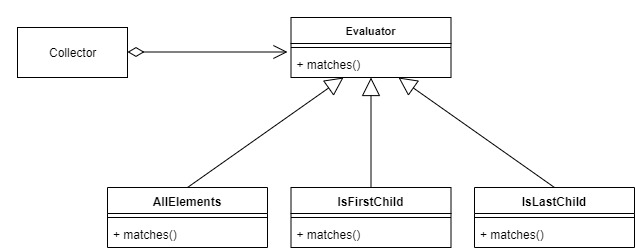 Collector
Evaluator
+ matches()
AllElements
+ matches()
IsFirstChild
+ matches()
IsLastChild
+ matches()